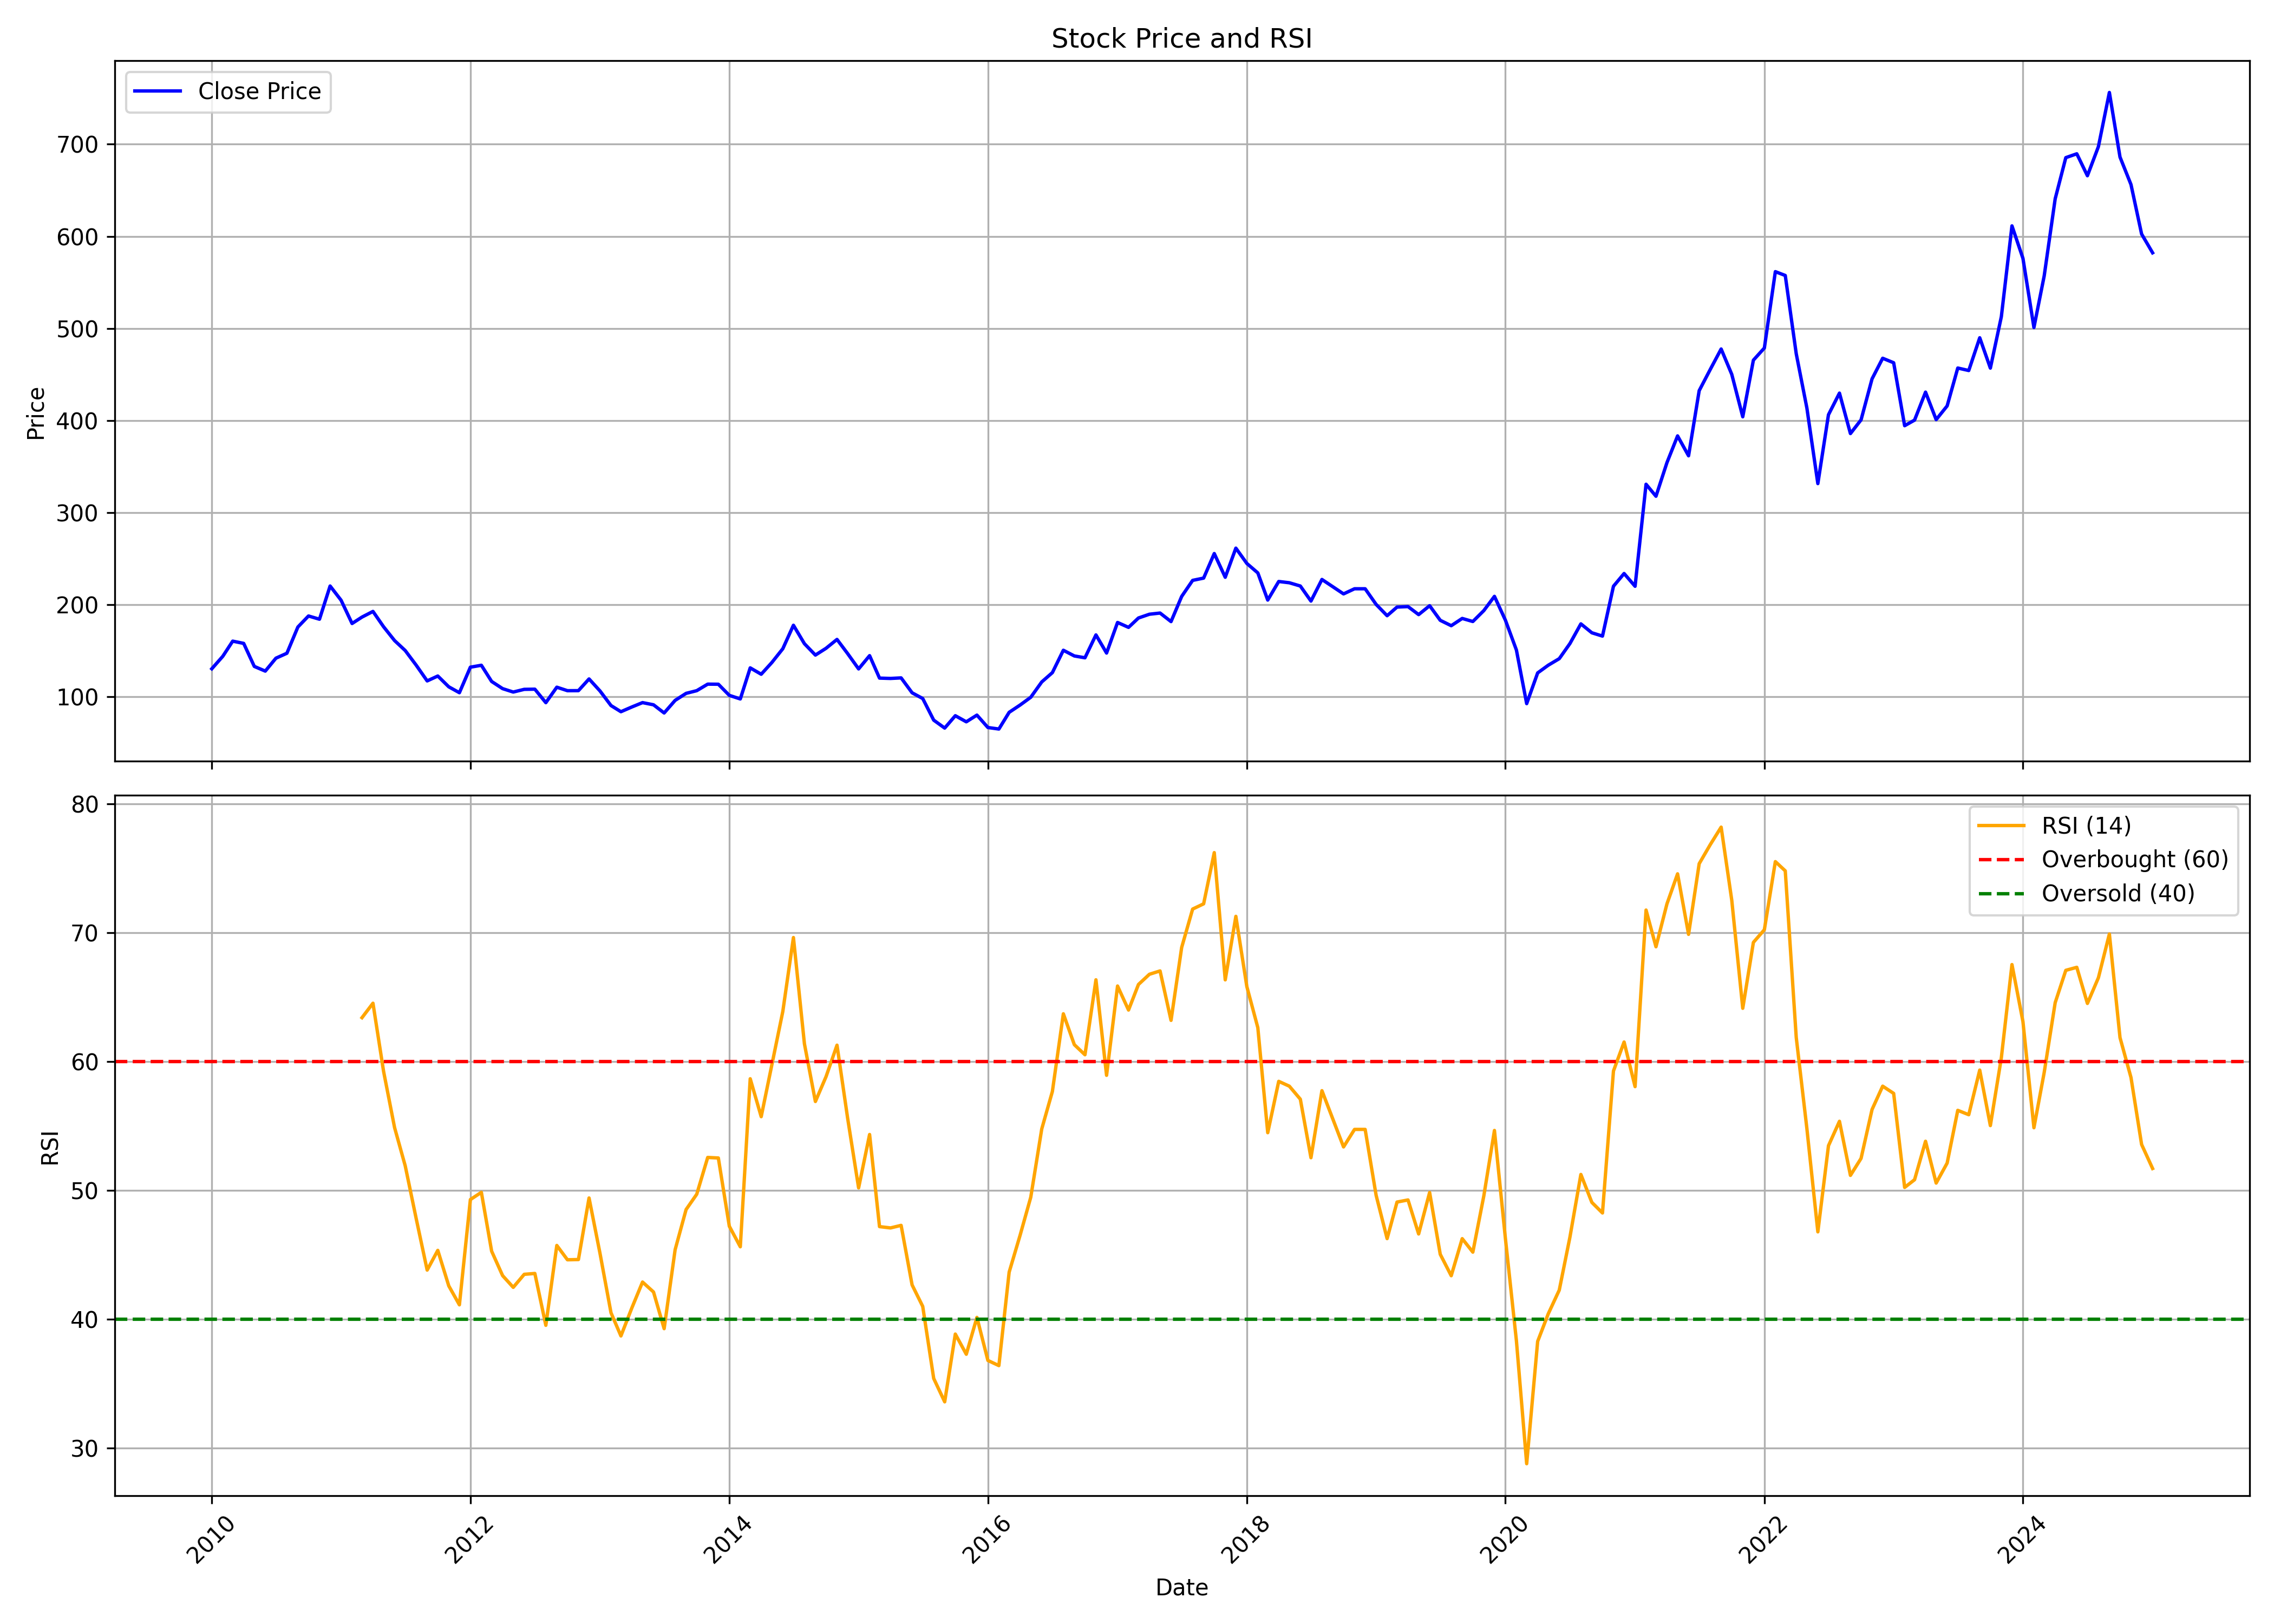 Stock Price and RSI
Close Price
700
600
500
400
300
200
100
Price
80
70
60
50
40
30
RSI
RSI (14)
Overbought (60)
Oversold (40)
2010
2012
2014
2016
2018
2020
2022
2024
Date